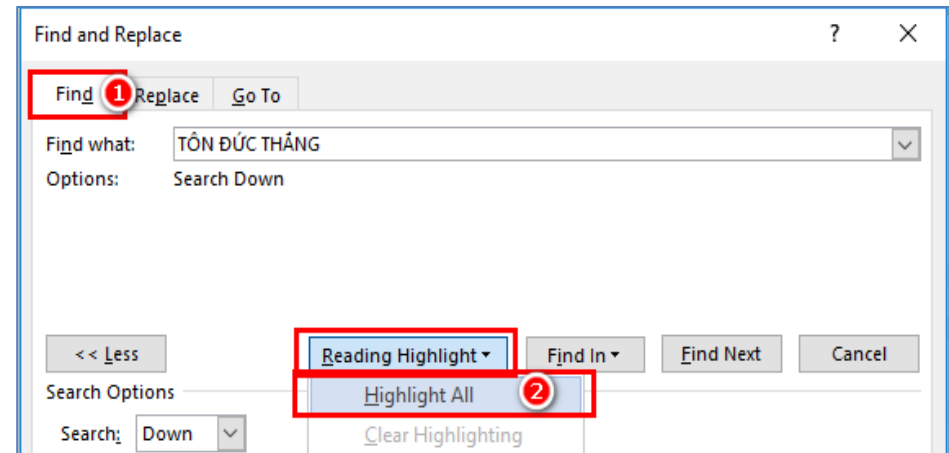 Find and Replace ? X
Find 1 Replace Go To
Find what: TÔN ĐỨC THẮNG
Options: Search Down
<< Less Reading Highlight Find In Find Next Cancel
Search Options Highlight All 2
Search: Down Clear Highlighting